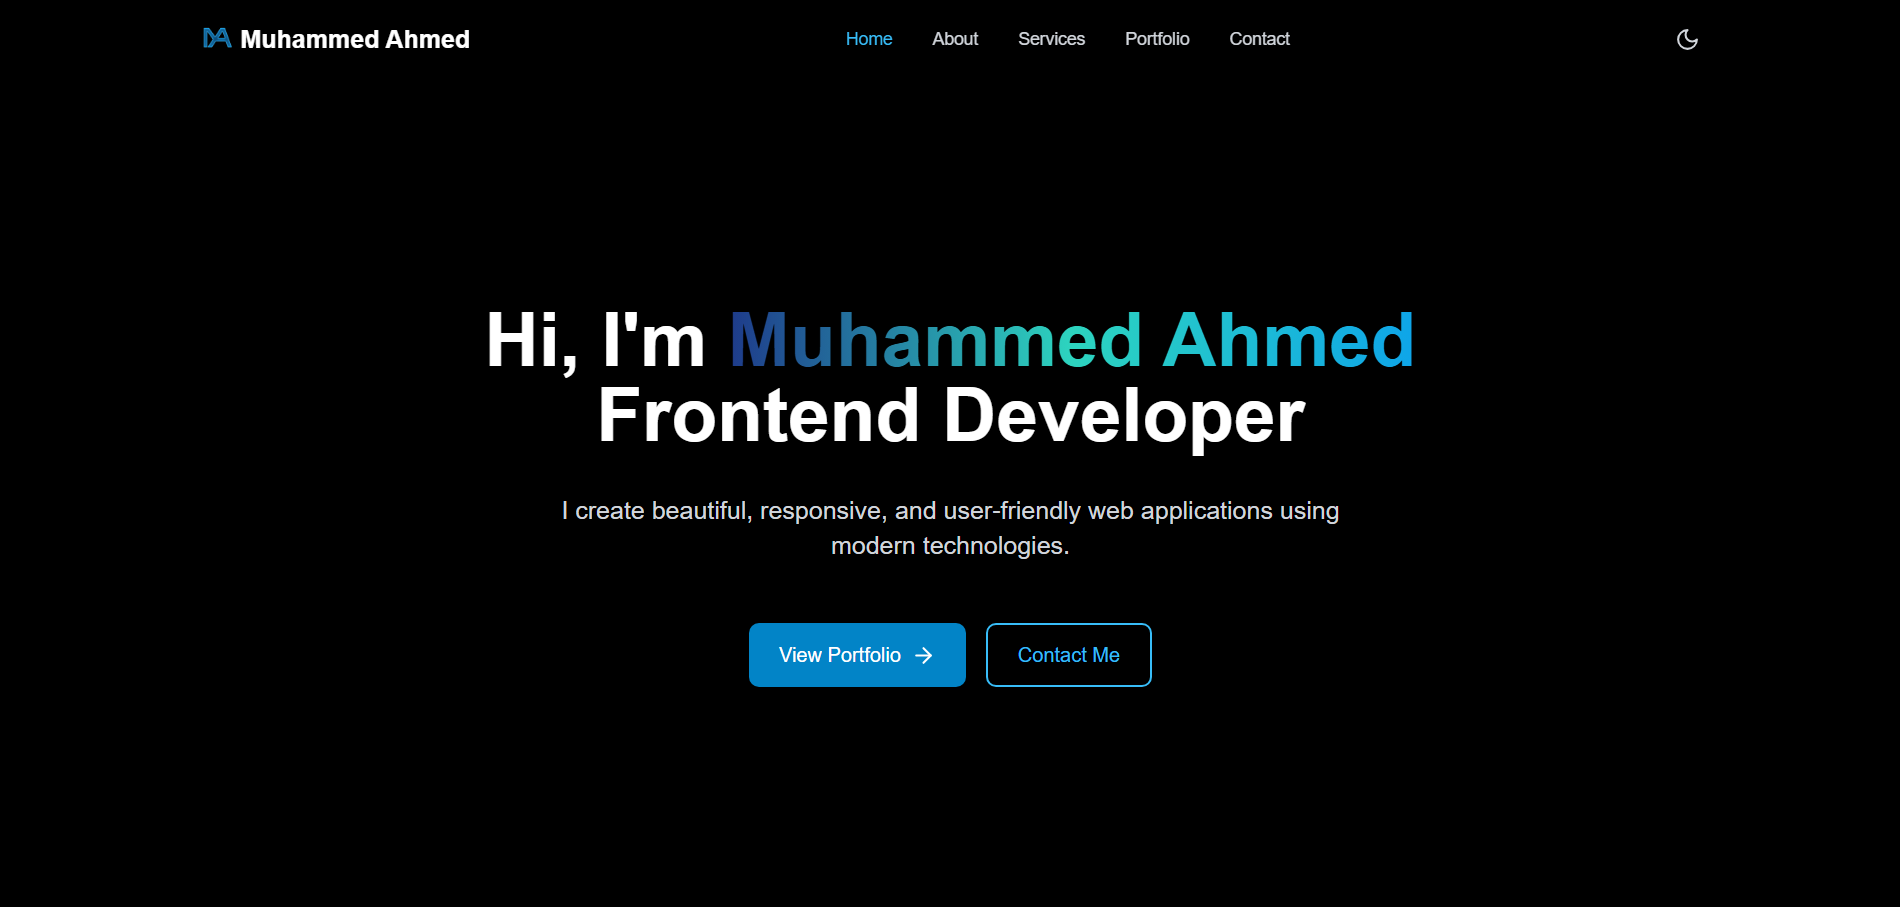 MA Muhammed Ahmed
Home About Services Portfolio Contact
Hi, I'm Muhammed Ahmed
Frontend Developer
I create beautiful, responsive, and user-friendly web applications using
modern technologies.
View Portfolio
Contact Me